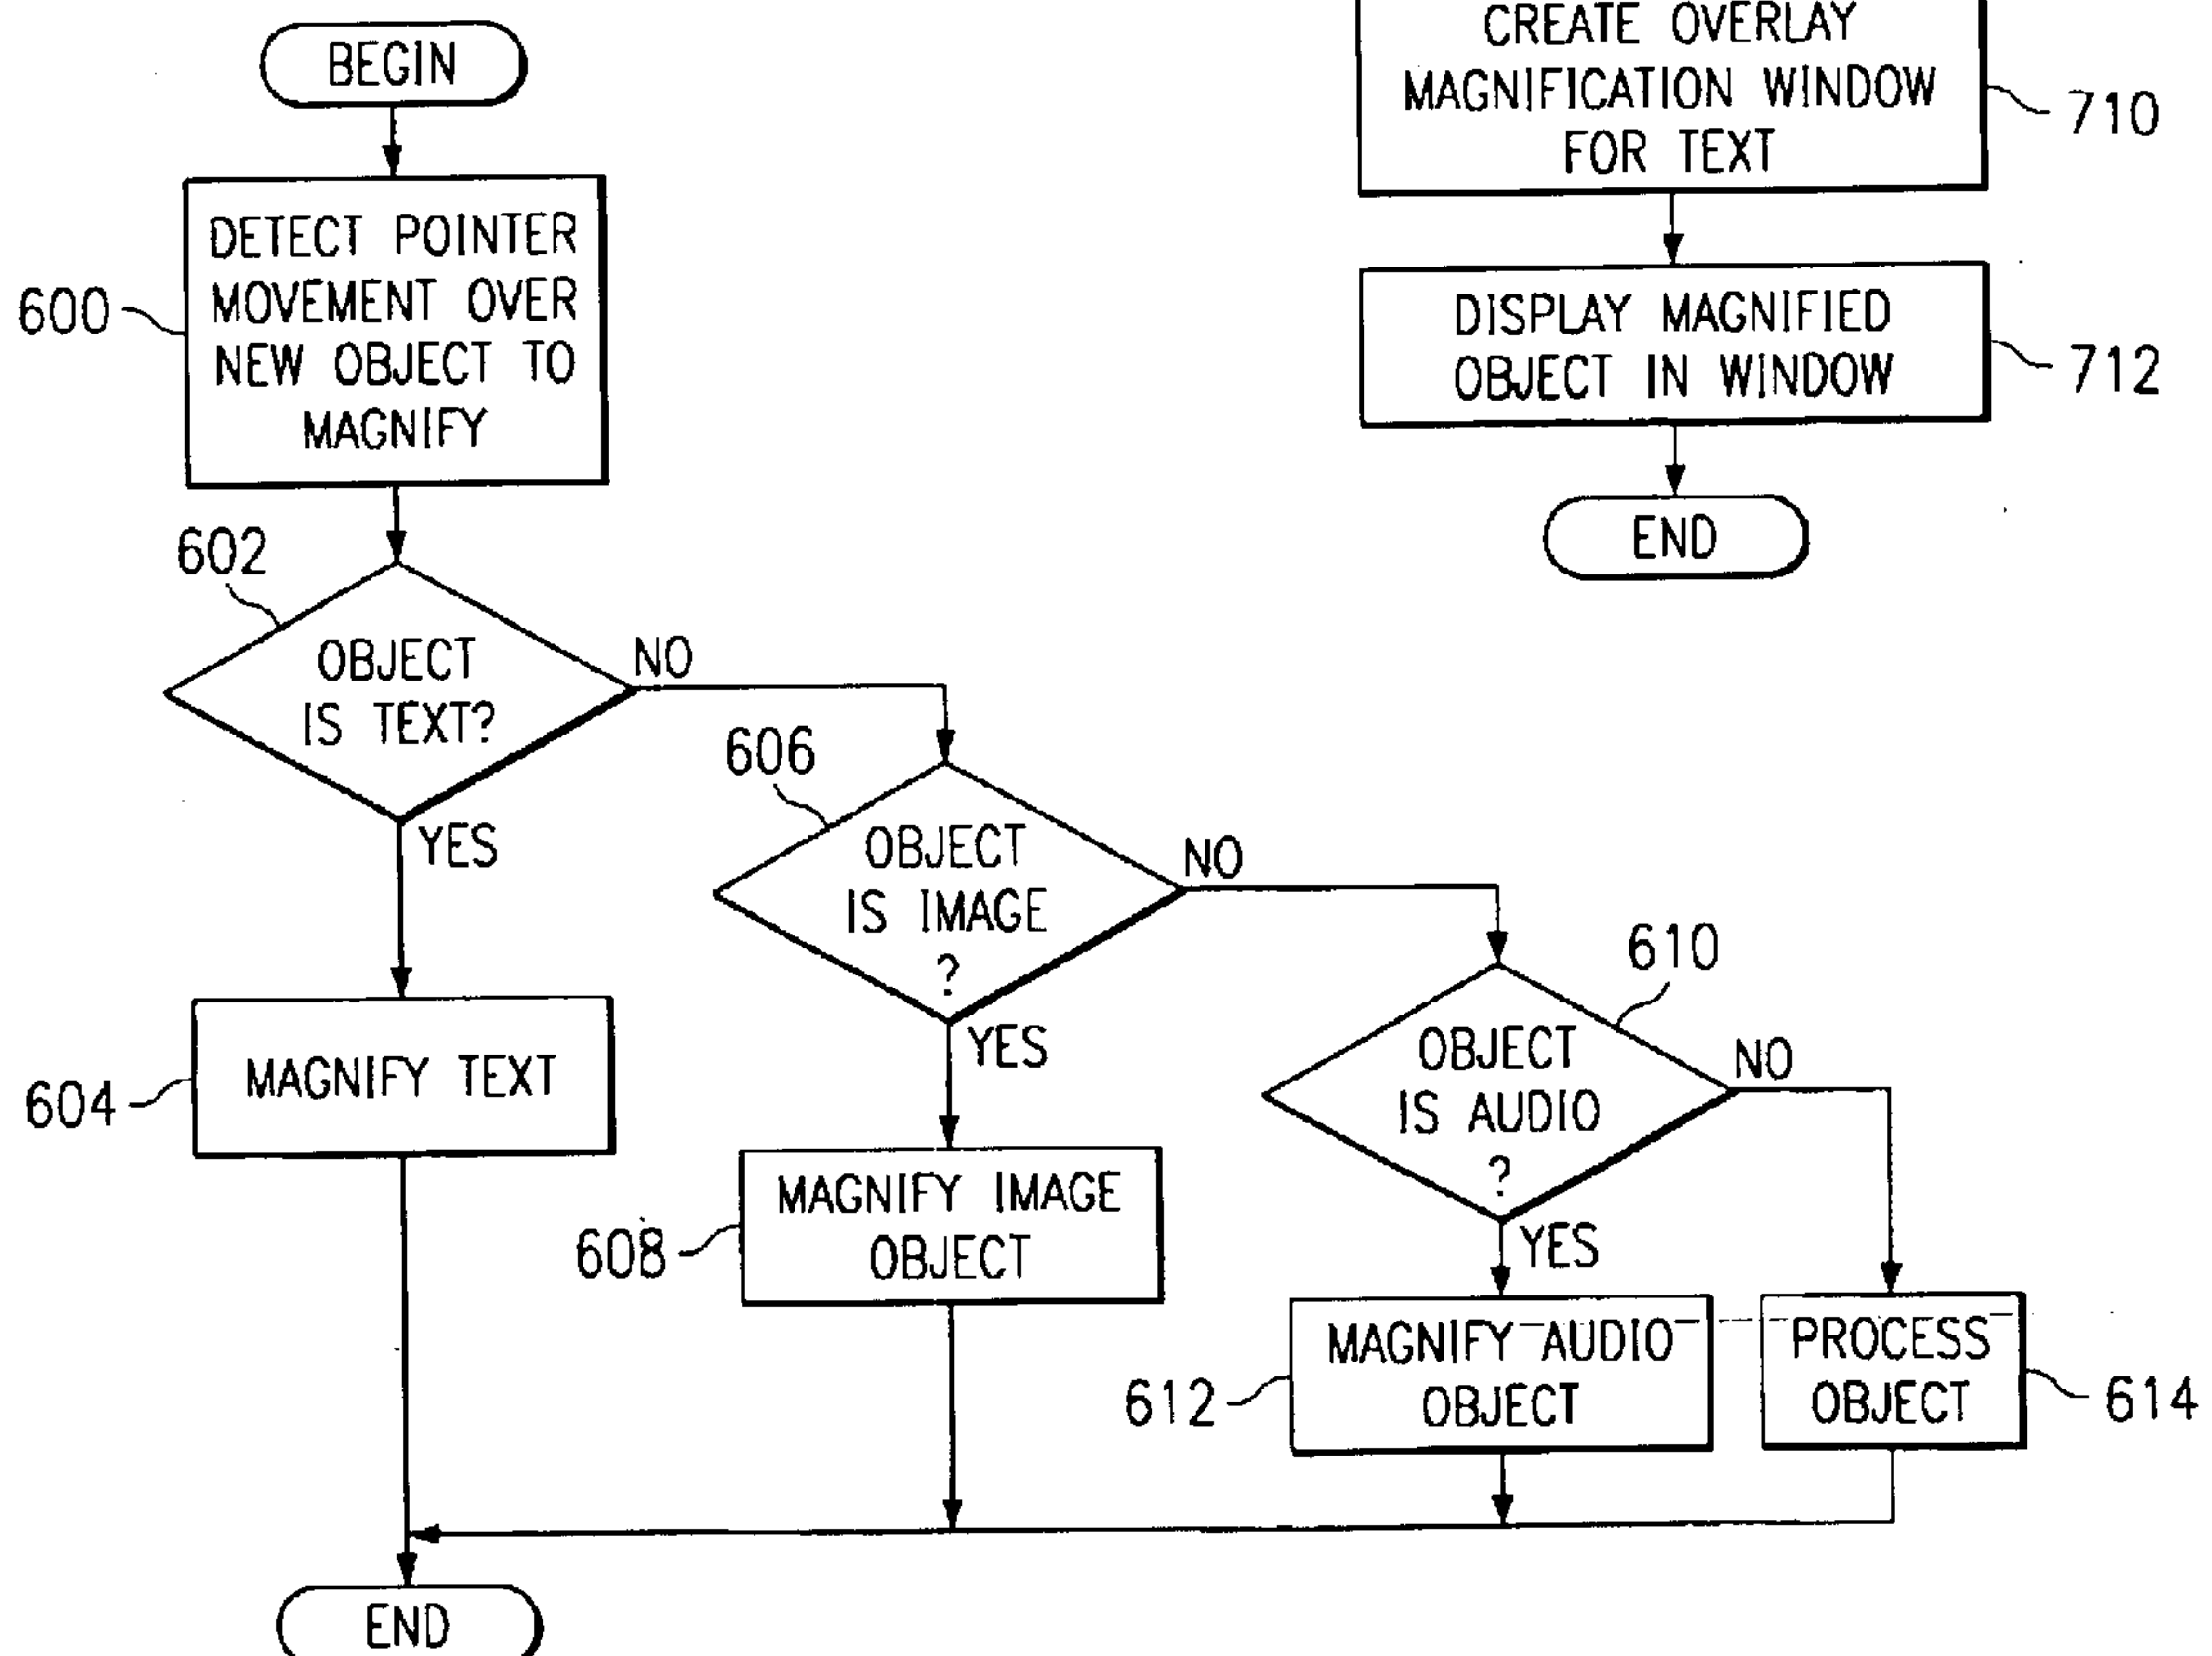 BEGIN
600
DETECT POINTER
MOVEMENT OVER
NEW OBJECT TO
MAGNIFY
602
OBJECT
IS TEXT?
NO
YES
604
MAGNIFY TEXT
606
OBJECT
IS IMAGE
?
NO
YES
608
MAGNIFY IMAGE
OBJECT
610
OBJECT
IS AUDIO
?
NO
YES
612
MAGNIFY AUDIO
OBJECT
PROCESS
OBJECT
614
END
CREATE OVERLAY
MAGNIFICATION WINDOW
FOR TEXT
710
DISPLAY MAGNIFIED
OBJECT IN WINDOW
712
END